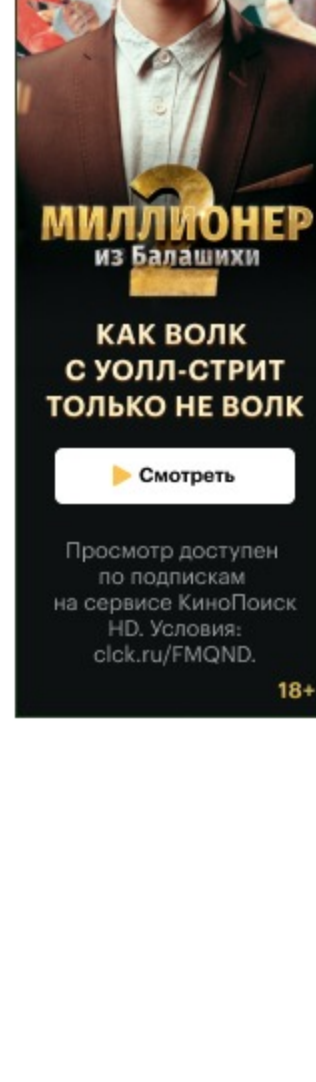 2
МИЛЛИОНЕР
из Балашихи
КАК ВОЛК
С УОЛЛ-СТРИТ
ТОЛЬКО НЕ ВОЛК
Смотреть
Просмотр доступен
по подпискам
на сервисе КиноПоиск
HD. Условия:
clck.ru/FMQND.
18+